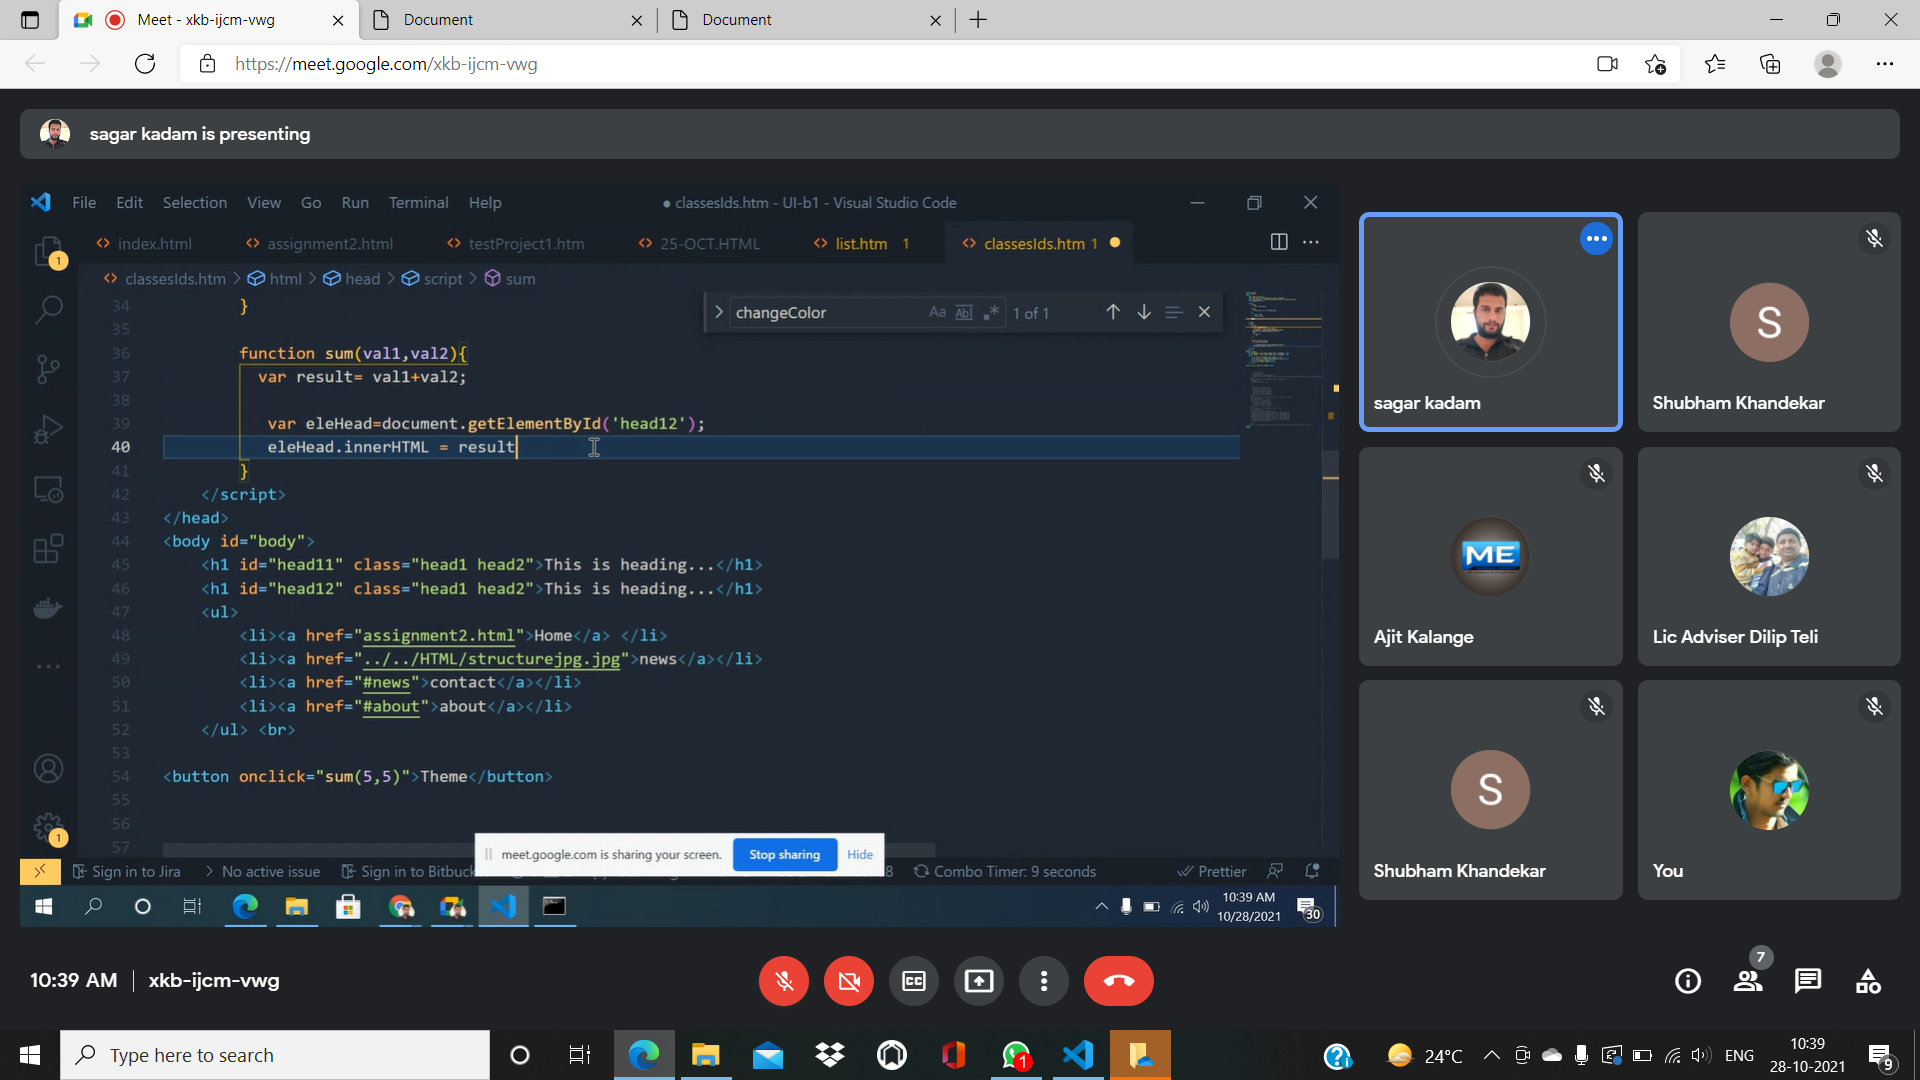 Meet - xkb-ijcm-vwg
Document
Document
https://meet.google.com/xkb-ijcm-vwg
sagar kadam is presenting
File Edit Selection View Go Run Terminal Help
● classesIds.htm - UI-b1 - Visual Studio Code
index.html
assignment2.html
testProject1.htm
25-OCT.HTML
list.htm 1
classesIds.htm 1
classesIds.htm > html > head > script > sum
changeColor
Aa Abl .* 1 of 1
34 }
35
36 function sum(val1,val2){
37 var result= val1+val2;
38
39 var eleHead=document.getElementById('head12');
40 eleHead.innerHTML = result
41 }
42 </script>
43 </head>
44 <body id="body">
45 <h1 id="head11" class="head1 head2">This is heading...</h1>
46 <h1 id="head12" class="head1 head2">This is heading...</h1>
47 <ul>
48 <li><a href="assignment2.html">Home</a> </li>
49 <li><a href="../../HTML/structurejpg.jpg">news</a></li>
50 <li><a href="#news">contact</a></li>
51 <li><a href="#about">about</a></li>
52 </ul> <br>
53
54 <button onclick="sum(5,5)">Theme</button>
55
56
57
1
1
meet.google.com is sharing your screen.
Stop sharing
Hide
Sign in to Jira
No active issue
Sign in to Bitbuck
8
Combo Timer: 9 seconds
Prettier
10:39 AM
10/28/2021
30
sagar kadam
S
Shubham Khandekar
ME
Ajit Kalange
Lic Adviser Dilip Teli
S
Shubham Khandekar
You
10:39 AM | xkb-ijcm-vwg
CC
7
Type here to search
1
24°C
ENG
10:39
28-10-2021
9